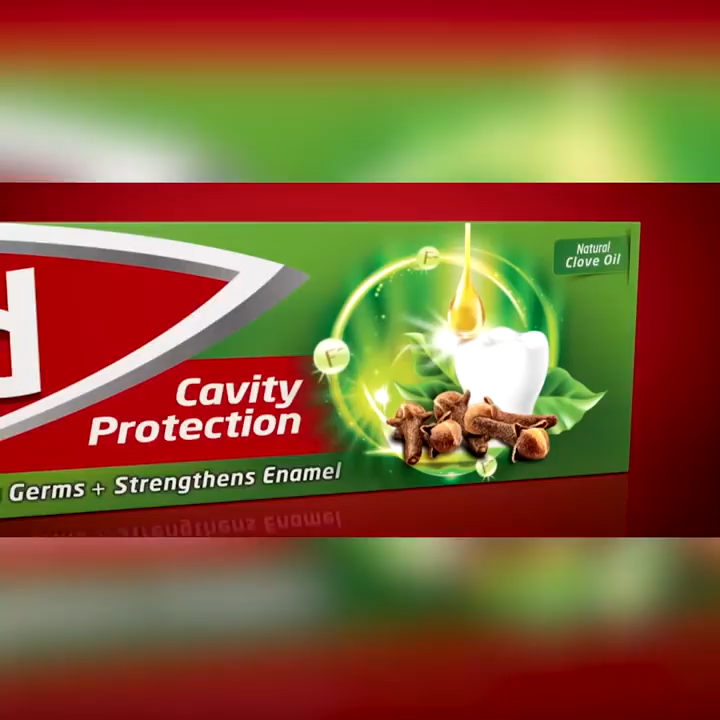 d
Natural
Clove Oil
F
F
Cavity
Protection
Germs + Strengthens Enamel